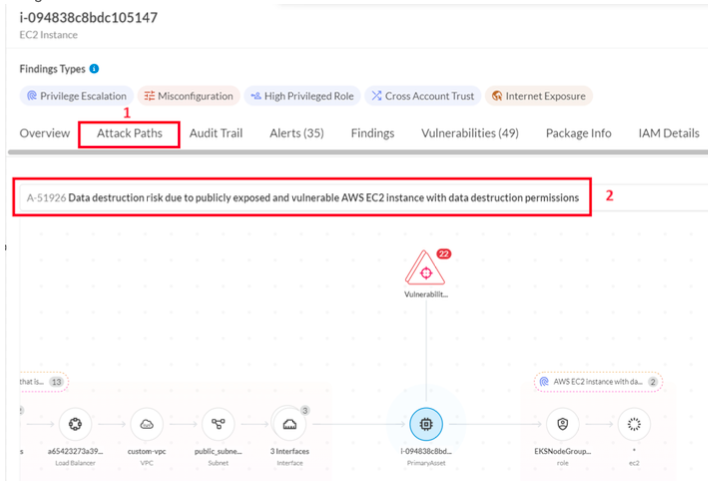 i-094838c8bdc105147
EC2 Instance
Findings Types
Privilege Escalation Misconfiguration High Privileged Role Cross Account Trust Internet Exposure
1
Overview Attack Paths Audit Trail Alerts (35) Findings Vulnerabilities (49) Package Info IAM Details
A-51926 Data destruction risk due to publicly exposed and vulnerable AWS EC2 instance with data destruction permissions 2
22
Vulnerabilit...
that is... 13 AWS EC2 instance with da... 2
3
s a65423273a39... custom-vpc public_subne... 3 Interfaces i-094838c8bd... EKSNodeGroup... *
Load Balancer VPC Subnet Interface PrimaryAsset role ec2